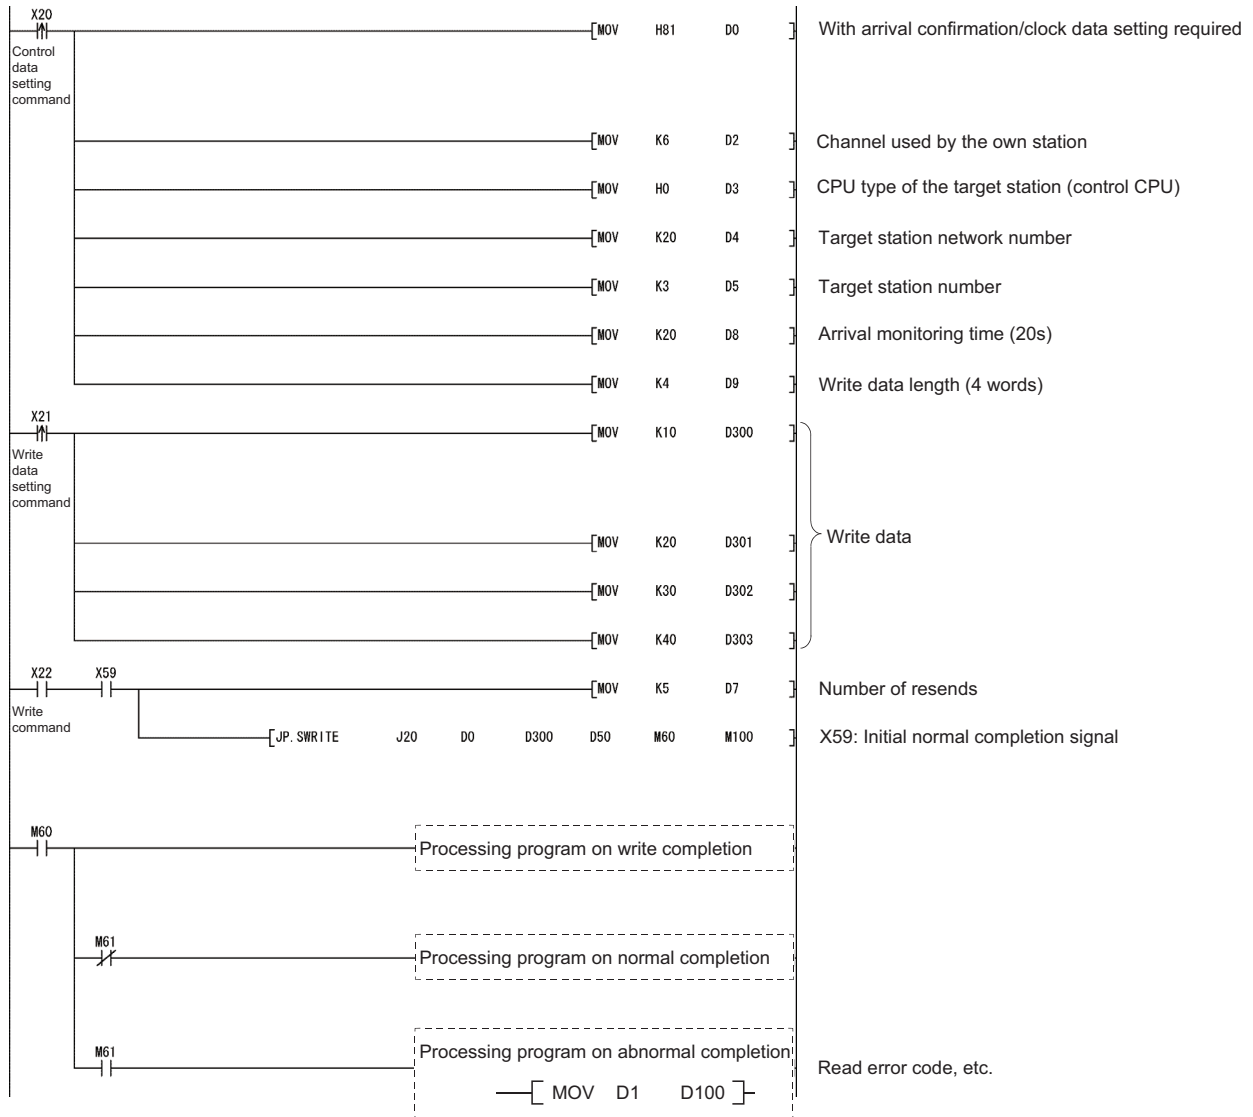 X20
[MOV H81 D0 ] With arrival confirmation/clock data setting required
Control
data
setting
command
[MOV K6 D2 ] Channel used by the own station
[MOV H0 D3 ] CPU type of the target station (control CPU)
[MOV K20 D4 ] Target station network number
[MOV K3 D5 ] Target station number
[MOV K20 D8 ] Arrival monitoring time (20s)
[MOV K4 D9 ] Write data length (4 words)
X21
[MOV K10 D300 ]
Write
data
setting
command
Write data
[MOV K20 D301 ]
[MOV K30 D302 ]
[MOV K40 D303 ]
X22 X59
[MOV K5 D7 ] Number of resends
Write
command
[JP.SWRITE J20 D0 D300 D50 M60 M100 ] X59: Initial normal completion signal
M60
Processing program on write completion
M61
Processing program on normal completion
M61
Processing program on abnormal completion
Read error code, etc.
[ MOV D1 D100 ]